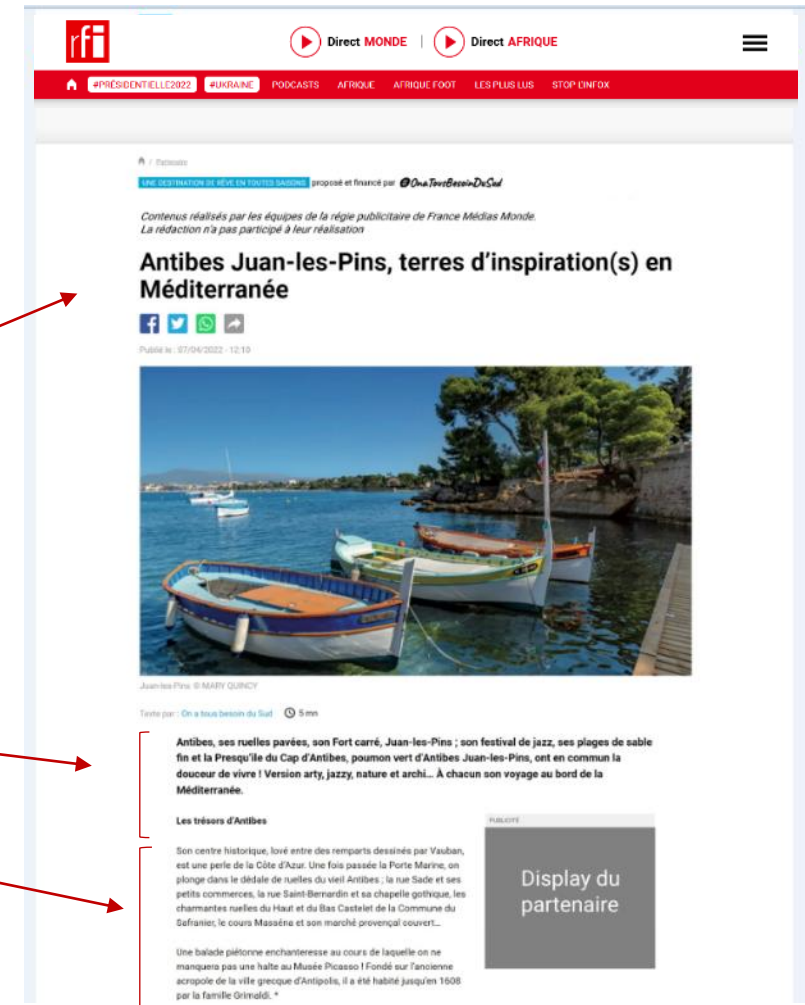 rfi
Direct MONDE | Direct AFRIQUE
#PRÉSIDENTIELLE2022 #UKRAINE PODCASTS AFRIQUE AFRIQUE FOOT LES PLUS LUS STOP L'INFOX
/ Partenaire
UNE DESTINATION DE RÊVE EN TOUTES SAISONS proposé et financé par #OnaTousBesoinDuSud
Contenus réalisés par les équipes de la régie publicitaire de France Médias Monde.
La rédaction n'a pas participé à leur réalisation
Antibes Juan-les-Pins, terres d'inspiration(s) en
Méditerranée
Publié le : 07/04/2022 - 12:10
Juan-les-Pins. © MARY QUINCY
Texte par : On a tous besoin du Sud 5 mn
Antibes, ses ruelles pavées, son Fort carré, Juan-les-Pins ; son festival de jazz, ses plages de sable
fin et la Presqu'île du Cap d'Antibes, poumon vert d'Antibes Juan-les-Pins, ont en commun la
douceur de vivre ! Version arty, jazzy, nature et archi... À chacun son voyage au bord de la
Méditerranée.
Les trésors d'Antibes
PUBLICITÉ
Display du
partenaire
Son centre historique, lové entre des remparts dessinés par Vauban,
est une perle de la Côte d'Azur. Une fois passée la Porte Marine, on
plonge dans le dédale de ruelles du vieil Antibes ; la rue Sade et ses
petits commerces, la rue Saint-Bernardin et sa chapelle gothique, les
charmantes ruelles du Haut et du Bas Castelet de la Commune du
Safranier, le cours Masséna et son marché provençal couvert...
Une balade piétonne enchanteresse au cours de laquelle on ne
manquera pas une halte au Musée Picasso ! Fondé sur l'ancienne
acropole de la ville grecque d'Antipolis, il a été habité jusqu'en 1608
par la famille Grimaldi. *